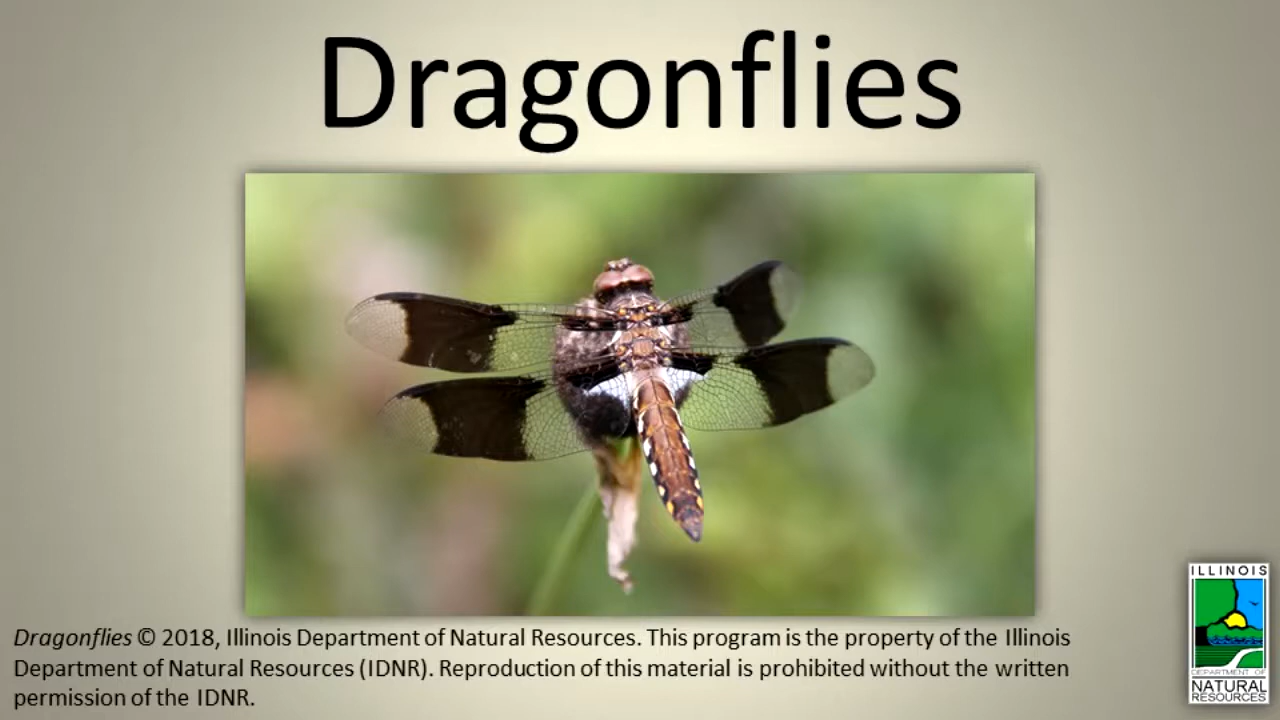 Dragonflies
Dragonflies © 2018, Illinois Department of Natural Resources. This program is the property of the Illinois
Department of Natural Resources (IDNR). Reproduction of this material is prohibited without the written
permission of the IDNR.
ILLINOIS
DEPARTMENT OF
NATURAL
RESOURCES